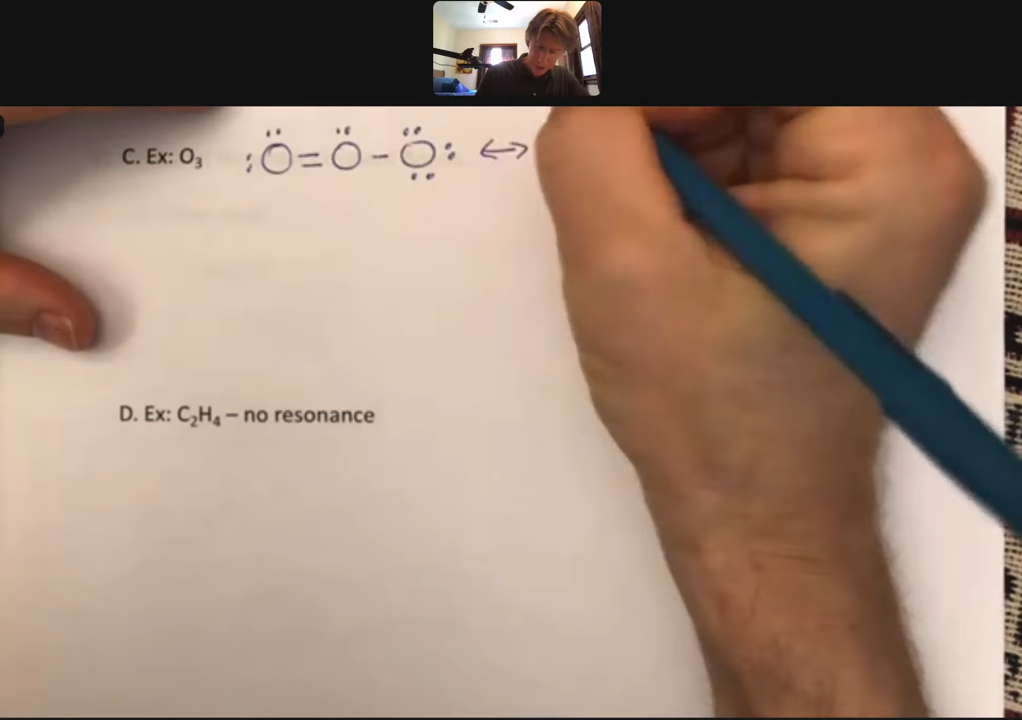 C. Ex: O₃ :Ö=Ö-Ö: ↔
D. Ex: C₂H₄ – no resonance